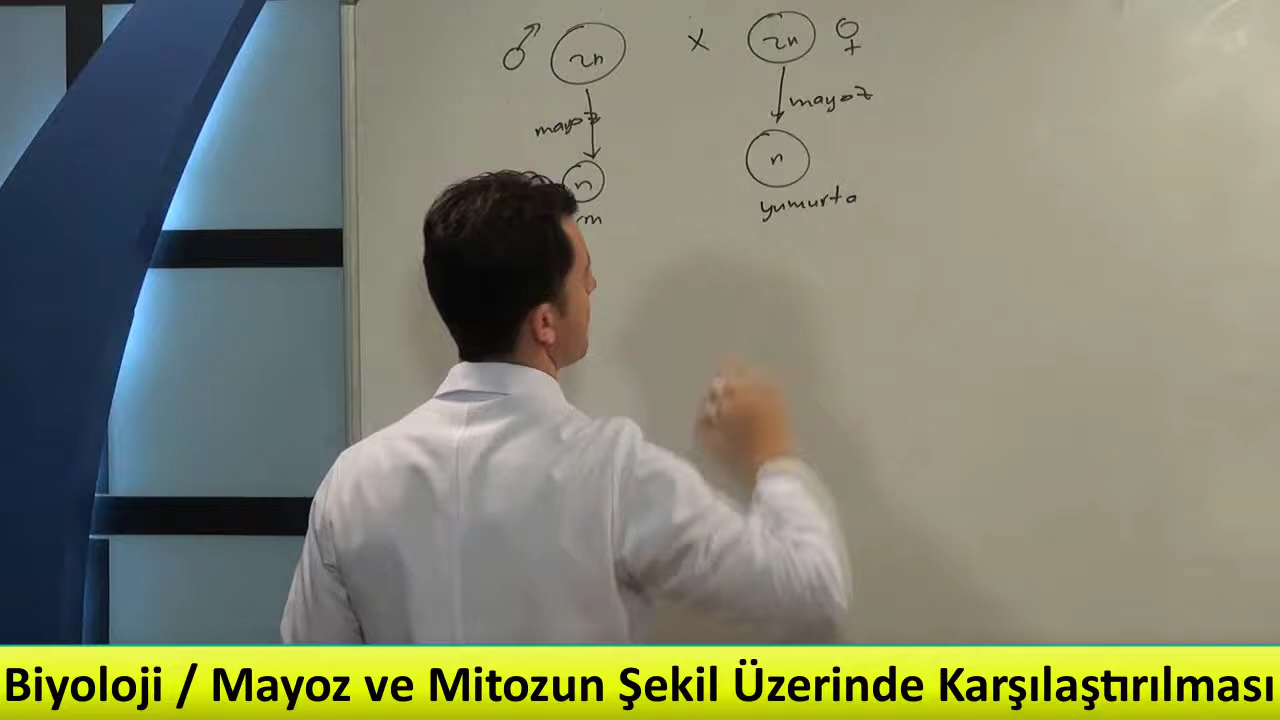 ♂ 2n x 2n ♀
mayoz mayoz
n n
yumurta
Biyoloji / Mayoz ve Mitozun Şekil Üzerinde Karşılaştırılması